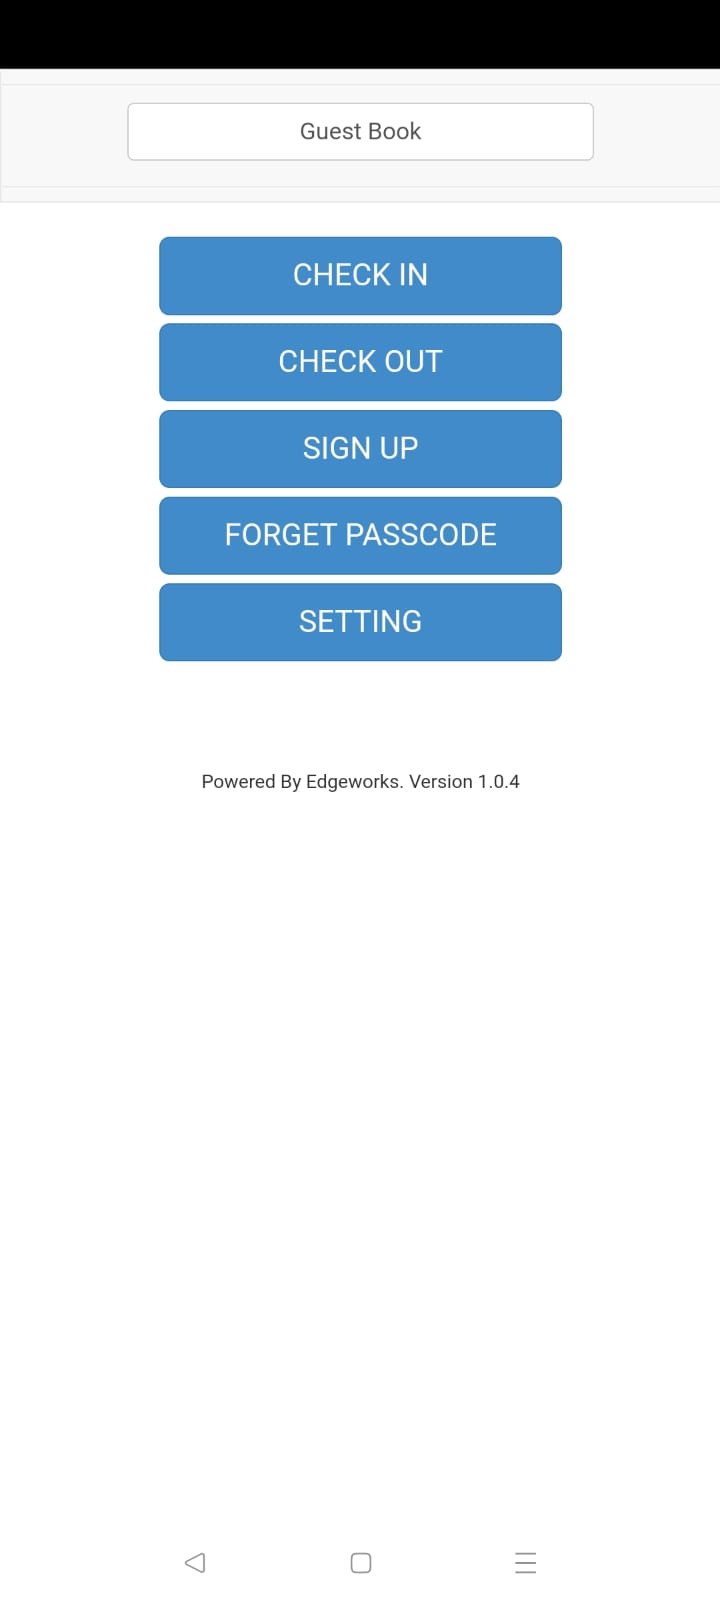 Guest Book
CHECK IN
CHECK OUT
SIGN UP
FORGET PASSCODE
SETTING
Powered By Edgeworks. Version 1.0.4